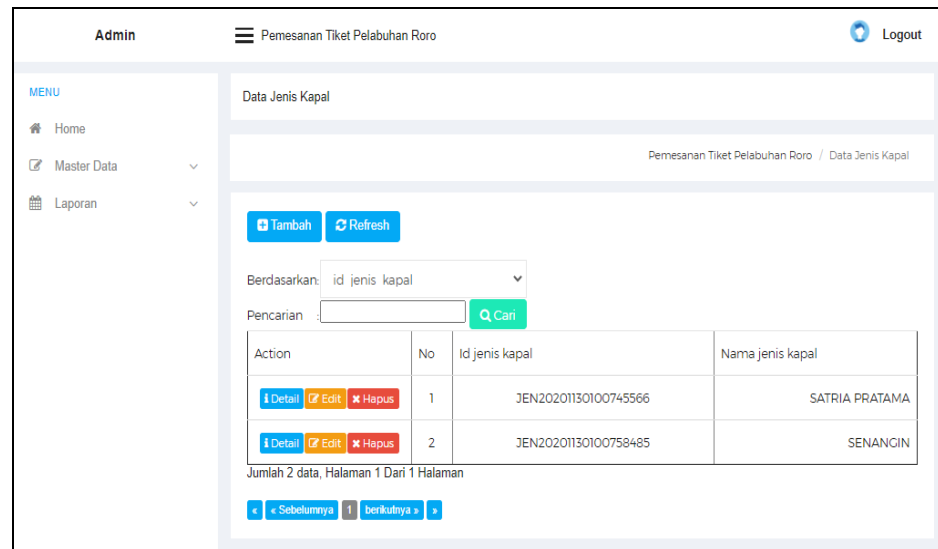 Admin
Pemesanan Tiket Pelabuhan Roro
Logout
MENU
Home
Master Data
Laporan
Data Jenis Kapal
Pemesanan Tiket Pelabuhan Roro / Data Jenis Kapal
Tambah Refresh
Berdasarkan: id jenis kapal
Pencarian : Cari
Action No Id jenis kapal Nama jenis kapal
Detail Edit Hapus 1 JEN20201130100745566 SATRIA PRATAMA
Detail Edit Hapus 2 JEN20201130100758485 SENANGIN
Jumlah 2 data, Halaman 1 Dari 1 Halaman
« « Sebelumnya 1 berikutnya » »